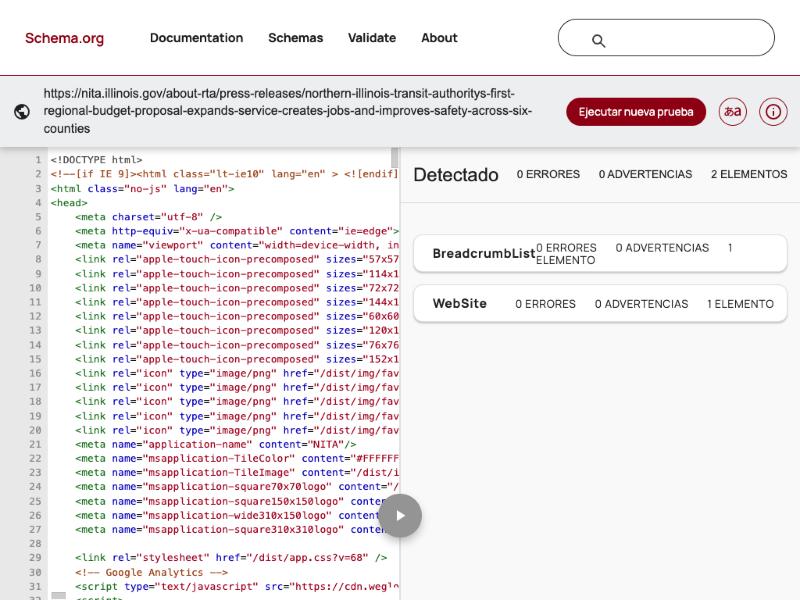 Schema.org
Documentation Schemas Validate About
https://nita.illinois.gov/about-rta/press-releases/northern-illinois-transit-authoritys-first-
regional-budget-proposal-expands-service-creates-jobs-and-improves-safety-across-six-
counties
Ejecutar nueva prueba
あa
1 <!DOCTYPE html>
2 <!--[if IE 9]><html class="lt-ie10" lang="en" > <![endif]
3 <html class="no-js" lang="en">
4 <head>
5 <meta charset="utf-8" />
6 <meta http-equiv="x-ua-compatible" content="ie=edge">
7 <meta name="viewport" content="width=device-width, in
8 <link rel="apple-touch-icon-precomposed" sizes="57x57
9 <link rel="apple-touch-icon-precomposed" sizes="114x1
10 <link rel="apple-touch-icon-precomposed" sizes="72x72
11 <link rel="apple-touch-icon-precomposed" sizes="144x1
12 <link rel="apple-touch-icon-precomposed" sizes="60x60
13 <link rel="apple-touch-icon-precomposed" sizes="120x1
14 <link rel="apple-touch-icon-precomposed" sizes="76x76
15 <link rel="apple-touch-icon-precomposed" sizes="152x1
16 <link rel="icon" type="image/png" href="/dist/img/fav
17 <link rel="icon" type="image/png" href="/dist/img/fav
18 <link rel="icon" type="image/png" href="/dist/img/fav
19 <link rel="icon" type="image/png" href="/dist/img/fav
20 <link rel="icon" type="image/png" href="/dist/img/fav
21 <meta name="application-name" content="NITA"/>
22 <meta name="msapplication-TileColor" content="#FFFFFF
23 <meta name="msapplication-TileImage" content="/dist/i
24 <meta name="msapplication-square70x70logo" content="/
25 <meta name="msapplication-square150x150logo" conte
26 <meta name="msapplication-wide310x150logo" content
27 <meta name="msapplication-square310x310logo" conte
28
29 <link rel="stylesheet" href="/dist/app.css?v=68" />
30 <!-- Google Analytics -->
31 <script type="text/javascript" src="https://cdn.weglo
32 <script>
Detectado 0 ERRORES 0 ADVERTENCIAS 2 ELEMENTOS
BreadcrumbList 0 ERRORES 0 ADVERTENCIAS 1
ELEMENTO
WebSite 0 ERRORES 0 ADVERTENCIAS 1 ELEMENTO